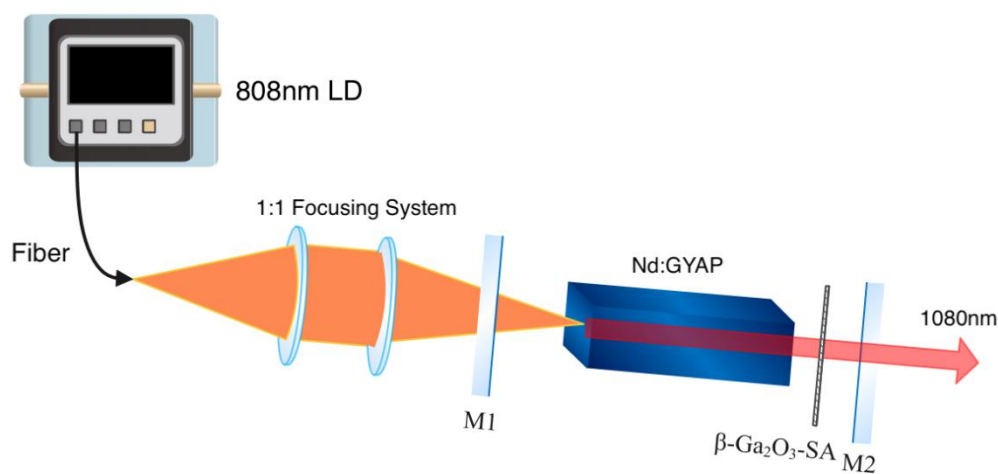 808nm LD
1:1 Focusing System
Fiber
Nd:GYAP
1080nm
M1
β-Ga₂O₃-SA
M2